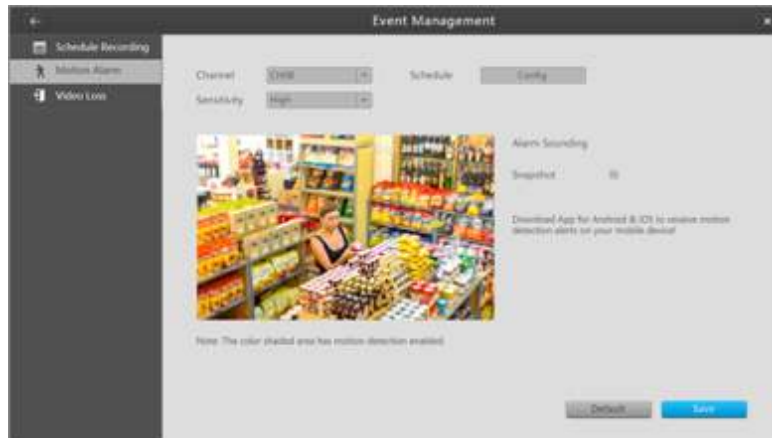 Event Management
Schedule Recording
Motion Alarm
Video Loss
Channel
Schedule
Config
Sensitivity
High
Alarm Sounding
Snapshot
Download App for Android & iOS to receive motion
detection alerts on your mobile device!
Note: The color shaded area has motion detection enabled.
Default
Save